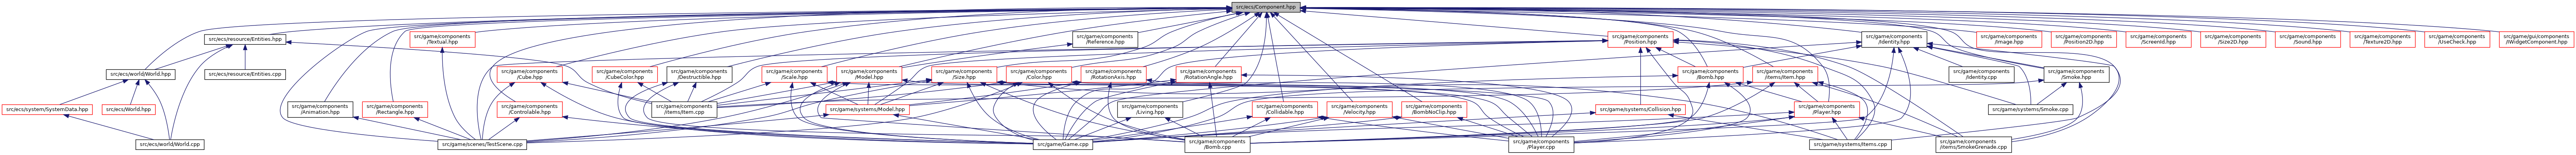 src/ecs/Component.hpp
src/ecs/resource/Entities.hpp
src/game/components
/Textual.hpp
src/game/components
/Reference.hpp
src/game/components
/Position.hpp
src/game/components
/Identity.hpp
src/game/components
/Image.hpp
src/game/components
/Position2D.hpp
src/game/components
/ScreenId.hpp
src/game/components
/Size2D.hpp
src/game/components
/Sound.hpp
src/game/components
/Texture2D.hpp
src/game/components
/UseCheck.hpp
src/game/gui/components
/IWidgetComponent.hpp
src/ecs/world/World.hpp
src/ecs/resource/Entities.cpp
src/game/components
/Cube.hpp
src/game/components
/CubeColor.hpp
src/game/components
/Destructible.hpp
src/game/components
/Scale.hpp
src/game/components
/Model.hpp
src/game/components
/Size.hpp
src/game/components
/Color.hpp
src/game/components
/RotationAxis.hpp
src/game/components
/RotationAngle.hpp
src/game/components
/Bomb.hpp
src/game/components
/items/Item.hpp
src/game/components
/Identity.cpp
src/game/components
/Smoke.hpp
src/ecs/system/SystemData.hpp
src/ecs/World.hpp
src/game/components
/Animation.hpp
src/game/components
/Rectangle.hpp
src/game/components
/Controlable.hpp
src/game/components
/items/Item.cpp
src/game/systems/Model.hpp
src/game/components
/Living.hpp
src/game/components
/Collidable.hpp
src/game/components
/Velocity.hpp
src/game/components
/BombNoClip.hpp
src/game/systems/Collision.hpp
src/game/components
/Player.hpp
src/game/systems/Smoke.cpp
src/ecs/world/World.cpp
src/game/scenes/TestScene.cpp
src/game/Game.cpp
src/game/components
/Bomb.cpp
src/game/components
/Player.cpp
src/game/systems/Items.cpp
src/game/components
/items/SmokeGrenade.cpp